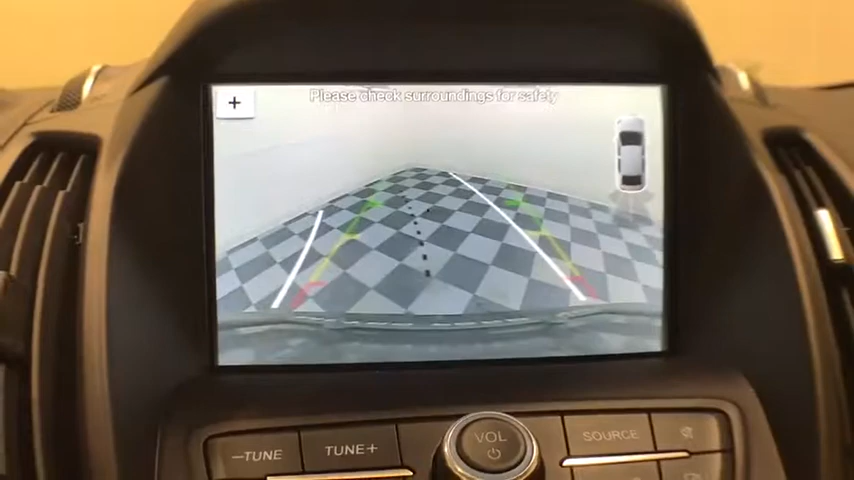 Please check surroundings for safety
+
—TUNE
TUNE+
VOL
SOURCE